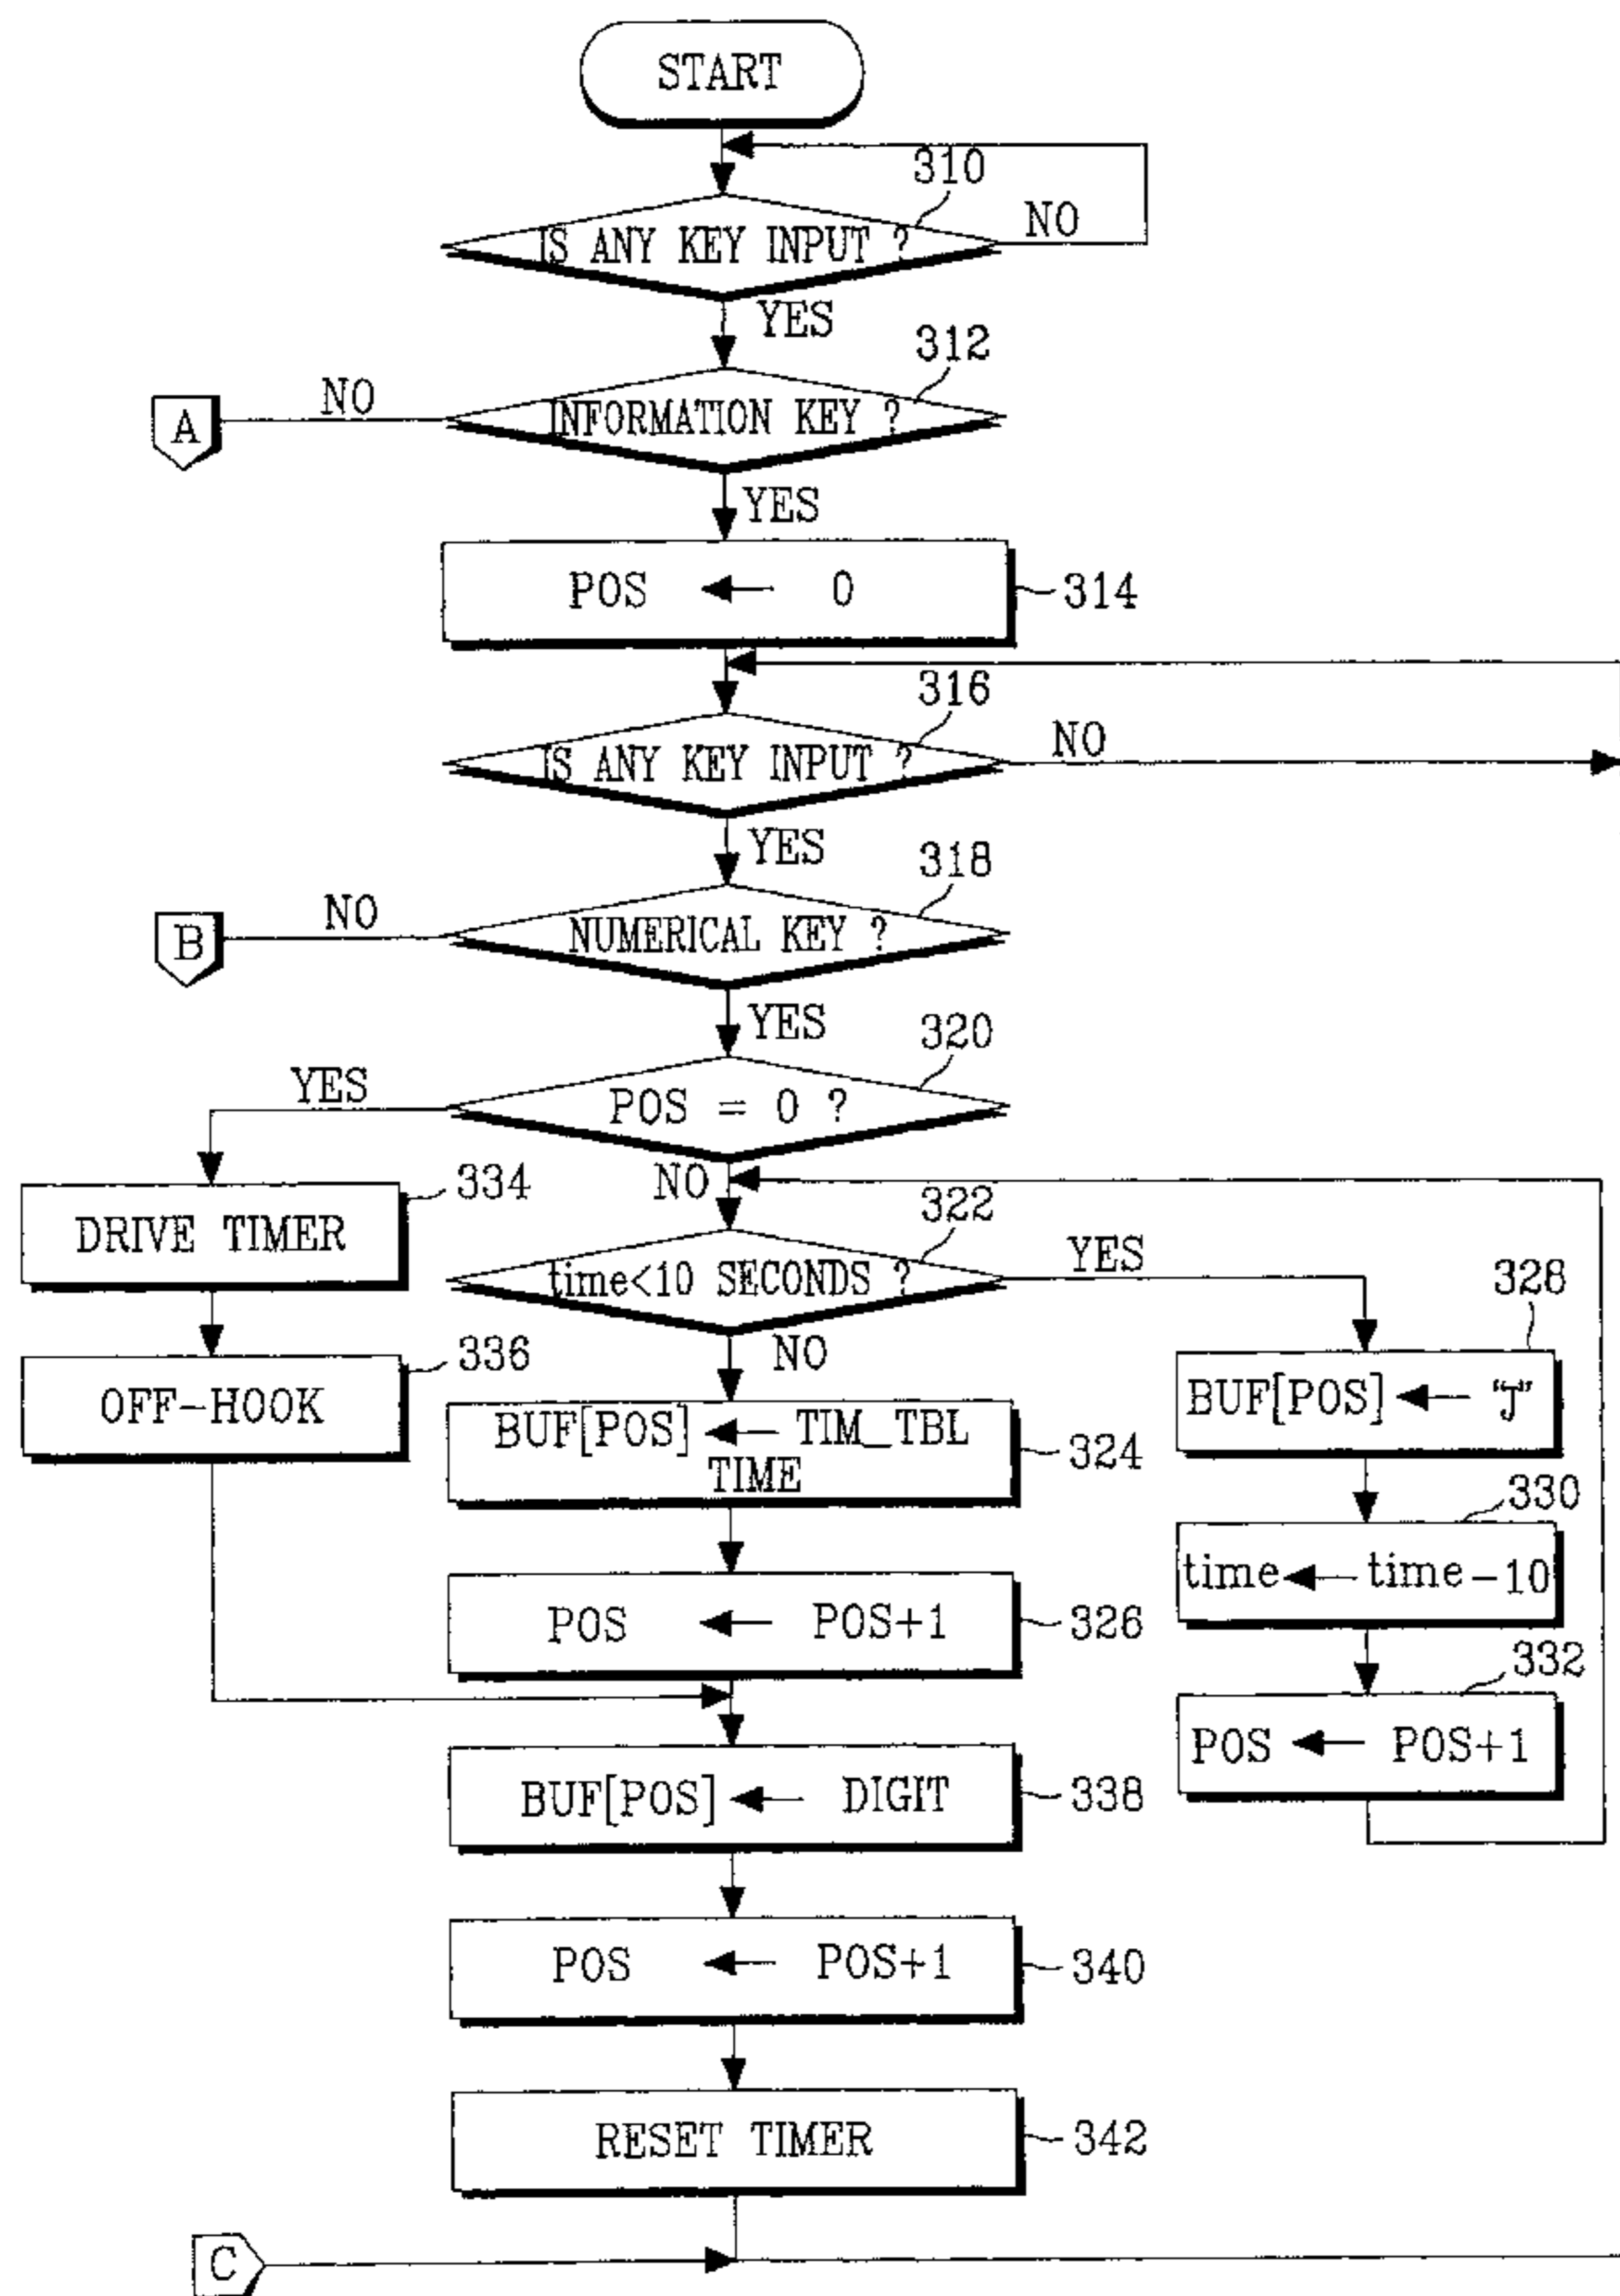 START
310
IS ANY KEY INPUT ?
NO
YES
312
INFORMATION KEY ?
NO
A
YES
POS ← 0
314
316
IS ANY KEY INPUT ?
NO
YES
318
NUMERICAL KEY ?
NO
B
YES
320
POS = 0 ?
YES
NO
334
DRIVE TIMER
322
time<10 SECONDS ?
YES
NO
336
OFF-HOOK
328
BUF[POS] ← "J"
BUF[POS] ← TIM_TBL
TIME
324
330
time ← time-10
POS ← POS+1
326
332
POS ← POS+1
BUF[POS] ← DIGIT
338
POS ← POS+1
340
RESET TIMER
342
C